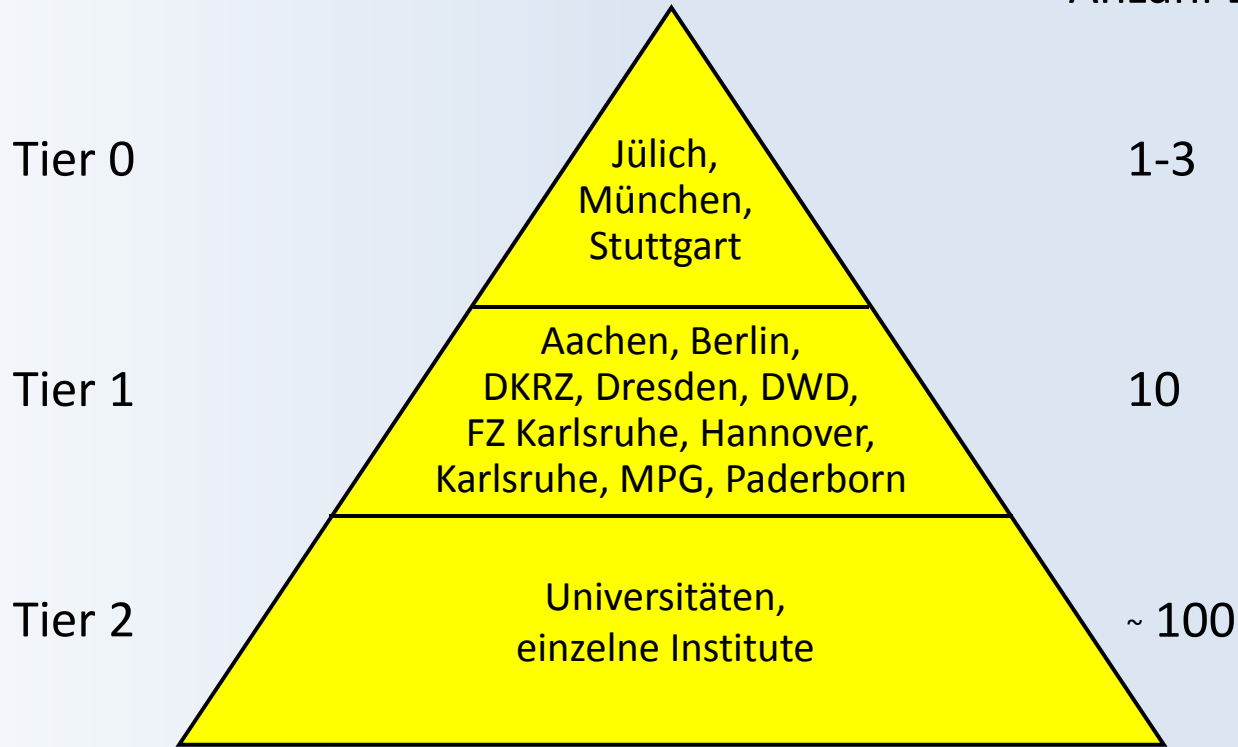 Tier 0
Jülich,
München,
Stuttgart
1-3
Tier 1
Aachen, Berlin,
DKRZ, Dresden, DWD,
FZ Karlsruhe, Hannover,
Karlsruhe, MPG, Paderborn
10
Tier 2
Universitäten,
einzelne Institute
~ 100